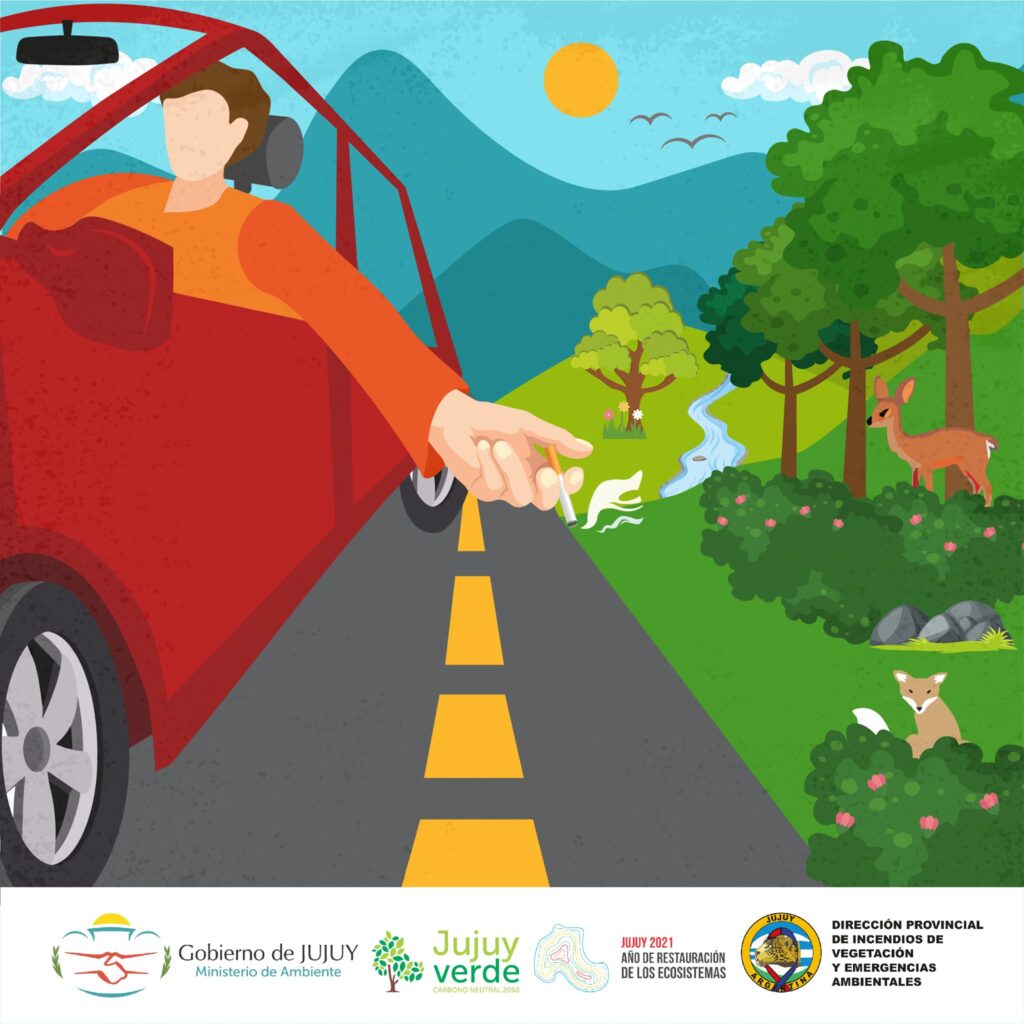 Gobierno de JUJUY
Ministerio de Ambiente
Jujuy
verde
CARBONO NEUTRAL 2050
JUJUY 2021
AÑO DE RESTAURACIÓN
DE LOS ECOSISTEMAS
JUJUY
ARGENTINA
DIRECCIÓN PROVINCIAL
DE INCENDIOS DE
VEGETACIÓN
Y EMERGENCIAS
AMBIENTALES